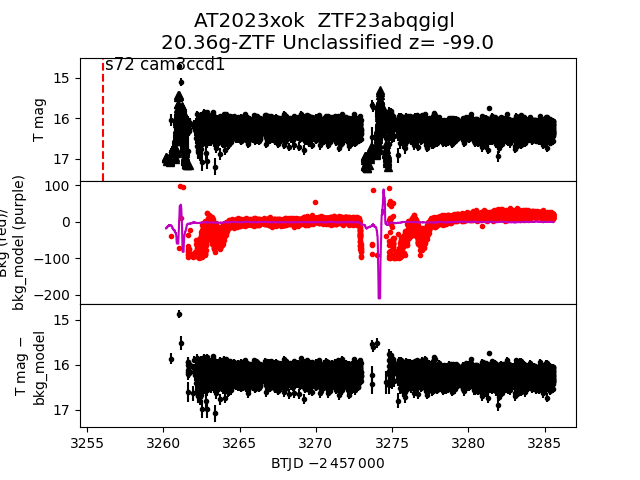 AT2023xok  ZTF23abqgigl
20.36g-ZTF Unclassified z= -99.0
s72 cam3ccd1
15
16
17
T mag
100
0
−100
−200
Bkg (red)/
bkg_model (purple)
15
16
17
T mag −
bkg_model
3255
3260
3265
3270
3275
3280
3285
BTJD −2 457 000